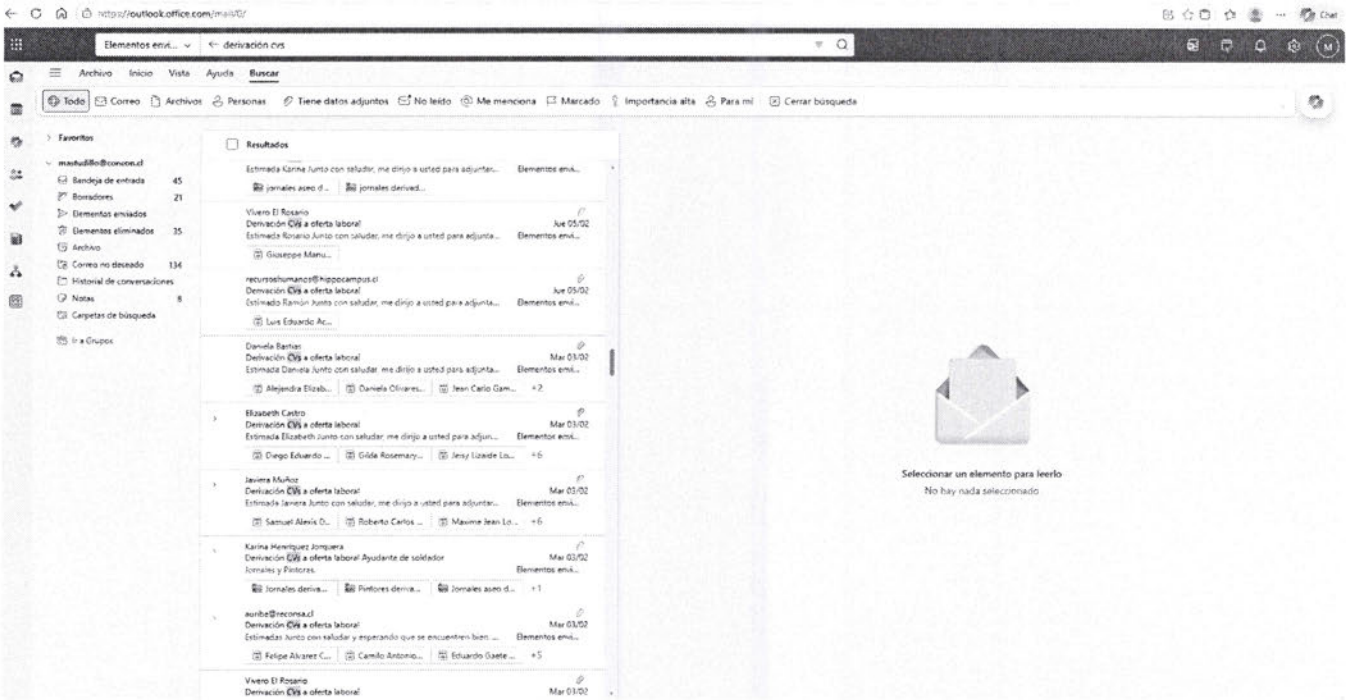 https://outlook.office.com/mail/0/
Chat
Elementos envi...
derivación cvs
M
Archivo Inicio Vista Ayuda Buscar
Todo Correo Archivos Personas Tiene datos adjuntos No leído Me menciona Marcado Importancia alta Para mí Cerrar búsqueda
Favoritos
Bandeja de entrada 45
Borradores 21
Elementos enviados
Elementos eliminados 35
Archivo
Correo no deseado 134
Historial de conversaciones
Notas 8
Carpetas de búsqueda
Ir a Grupos
Resultados
Estimada Karina Junto con saludar, me dirijo a usted para adjuntar... Elementos envi...
jornales aseo d... jornales derivad...
Vivero El Rosario
Derivación CVs a oferta laboral Jue 05/02
Estimada Rosario Junto con saludar, me dirijo a usted para adjunta... Elementos envi...
Giuseppe Manu...
recursoshumanos@hippocampus.cl
Derivación CVs a oferta laboral Jue 05/02
Estimado Ramón Junto con saludar, me dirijo a usted para adjunta... Elementos envi...
Luis Eduardo Ac...
Daniela Bastias
Derivación CVs a oferta laboral Mar 03/02
Estimada Daniela Junto con saludar, me dirijo a usted para adjunta... Elementos envi...
Alejandra Elizab... Daniela Olivares... Jean Carlo Gam... +2
Elizabeth Castro
Derivación CVs a oferta laboral Mar 03/02
Estimada Elizabeth Junto con saludar, me dirijo a usted para adjun... Elementos envi...
Diego Eduardo ... Gilda Rosemary... Jesy Lizaide Lo... +6
Javiera Muñoz
Derivación CVs a oferta laboral Mar 03/02
Estimada Javiera Junto con saludar, me dirijo a usted para adjuntar... Elementos envi...
Samuel Alexis D... Roberto Carlos ... Maxime Jean Lo... +6
Karina Henríquez Jorquera
Derivación CVs a oferta laboral Ayudante de soldador Mar 03/02
Jornales y Pintores. Elementos envi...
Jornales deriva... Pintores deriva... Jornales aseo d... +1
auribe@reconsa.cl
Derivación CVs a oferta laboral Mar 03/02
Estimadas Junto con saludar y esperando que se encuentren bien. ... Elementos envi...
Felipe Alvarez C... Camilo Antonio... Eduardo Gaete ... +5
Vivero El Rosario
Derivación CVs a oferta laboral Mar 03/02
Seleccionar un elemento para leerlo
No hay nada seleccionado